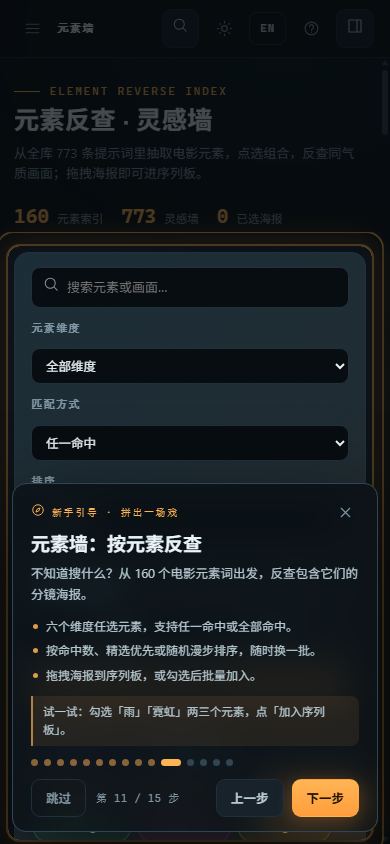 元素墙
EN
ELEMENT REVERSE INDEX
元素反查 · 灵感墙
从全库 773 条提示词里抽取电影元素，点选组合，反查同气
质画面；拖拽海报即可进序列板。
160 元素索引 773 灵感墙 0 已选海报
搜索元素或画面...
元素维度
全部维度
匹配方式
任一命中
排序
新手引导 · 拼出一场戏
元素墙：按元素反查
不知道搜什么？从 160 个电影元素词出发，反查包含它们的
分镜海报。
六个维度任选元素，支持任一命中或全部命中。
按命中数、精选优先或随机漫步排序，随时换一批。
拖拽海报到序列板，或勾选后批量加入。
试一试：勾选「雨」「霓虹」两三个元素，点「加入序列
板」。
跳过 第 11 / 15 步 上一步 下一步